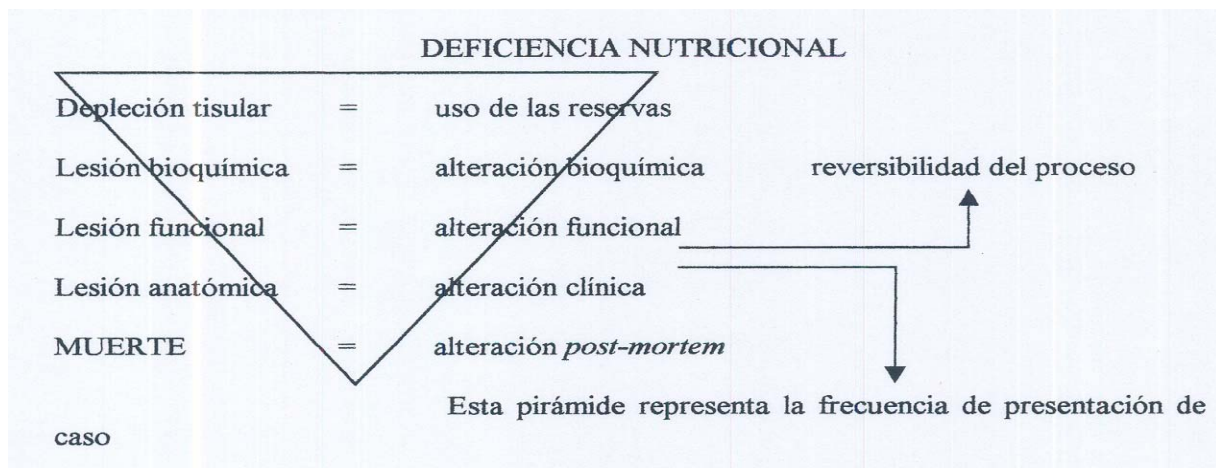 DEFICIENCIA NUTRICIONAL
Depleción tisular = uso de las reservas
Lesión bioquímica = alteración bioquímica reversibilidad del proceso
Lesión funcional = alteración funcional
Lesión anatómica = alteración clínica
MUERTE = alteración post-mortem
Esta pirámide representa la frecuencia de presentación de
caso